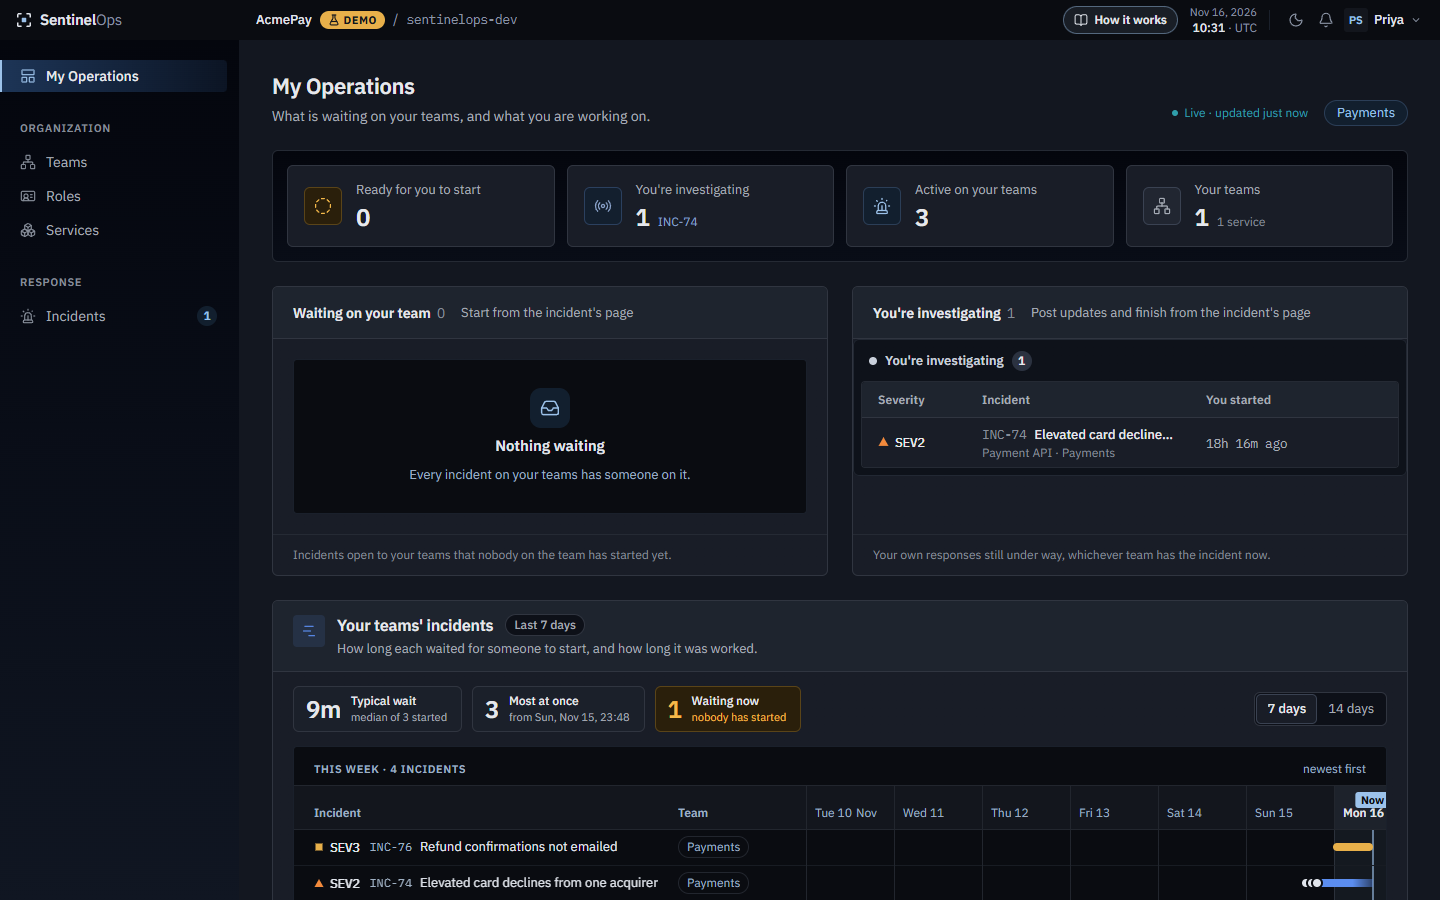 SentinelOps
AcmePay DEMO / sentinelops-dev
How it works
Nov 16, 2026
10:31 · UTC
PS Priya
My Operations
ORGANIZATION
Teams
Roles
Services
RESPONSE
Incidents 1
My Operations
What is waiting on your teams, and what you are working on.
Live · updated just now
Payments
Ready for you to start
0
You're investigating
1 INC-74
Active on your teams
3
Your teams
1 1 service
Waiting on your team 0 Start from the incident's page
Nothing waiting
Every incident on your teams has someone on it.
Incidents open to your teams that nobody on the team has started yet.
You're investigating 1 Post updates and finish from the incident's page
You're investigating 1
Severity Incident You started
SEV2 INC-74 Elevated card decline... 18h 16m ago
Payment API · Payments
Your own responses still under way, whichever team has the incident now.
Your teams' incidents Last 7 days
How long each waited for someone to start, and how long it was worked.
9m Typical wait
median of 3 started
3 Most at once
from Sun, Nov 15, 23:48
1 Waiting now
nobody has started
7 days 14 days
THIS WEEK · 4 INCIDENTS newest first
Now
Incident Team Tue 10 Nov Wed 11 Thu 12 Fri 13 Sat 14 Sun 15 Mon 16
SEV3 INC-76 Refund confirmations not emailed Payments
SEV2 INC-74 Elevated card declines from one acquirer Payments